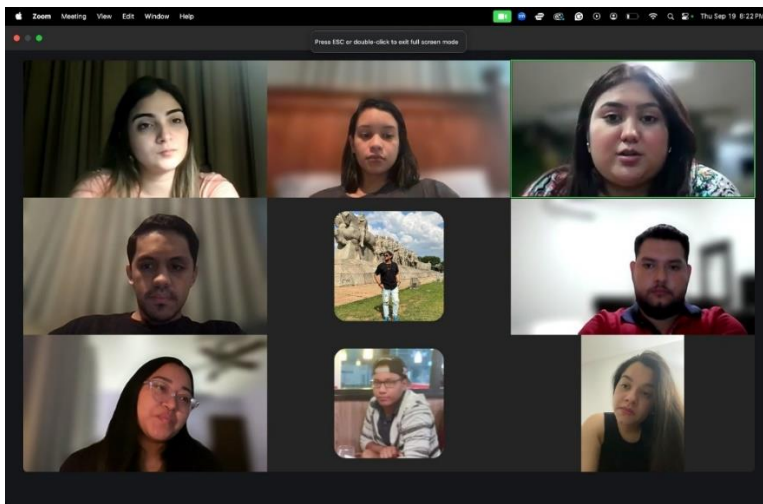 Zoom Meeting View Edit Window Help
Thu Sep 19 8:22 PM
Press ESC or double-click to exit full screen mode